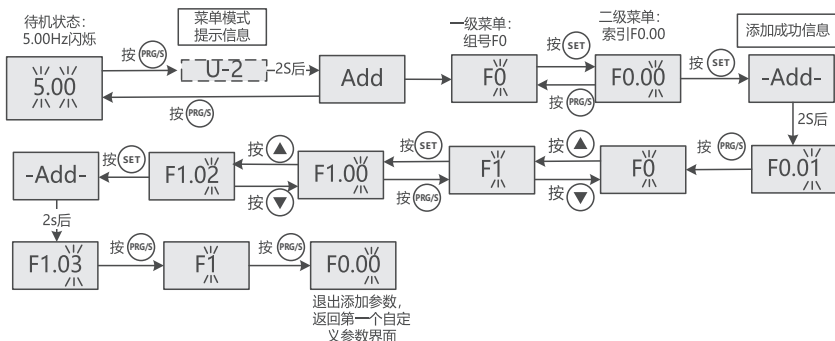 待机状态：
5.00Hz闪烁
菜单模式
提示信息
一级菜单：
组号F0
二级菜单：
索引F0.00
添加成功信息
5.00
按 PRG/S
U-2
2S后
Add
按 PRG/S
F0
按 SET
按 PRG/S
F0.00
按 SET
-Add-
2S后
-Add-
按 SET
F1.02
按 ▲
按 ▼
F1.00
按 SET
按 PRG/S
F1
按 ▲
按 ▼
F0
按 PRG/S
F0.01
2s后
F1.03
按 PRG/S
F1
按 PRG/S
F0.00
退出添加参数，
返回第一个自定
义参数界面